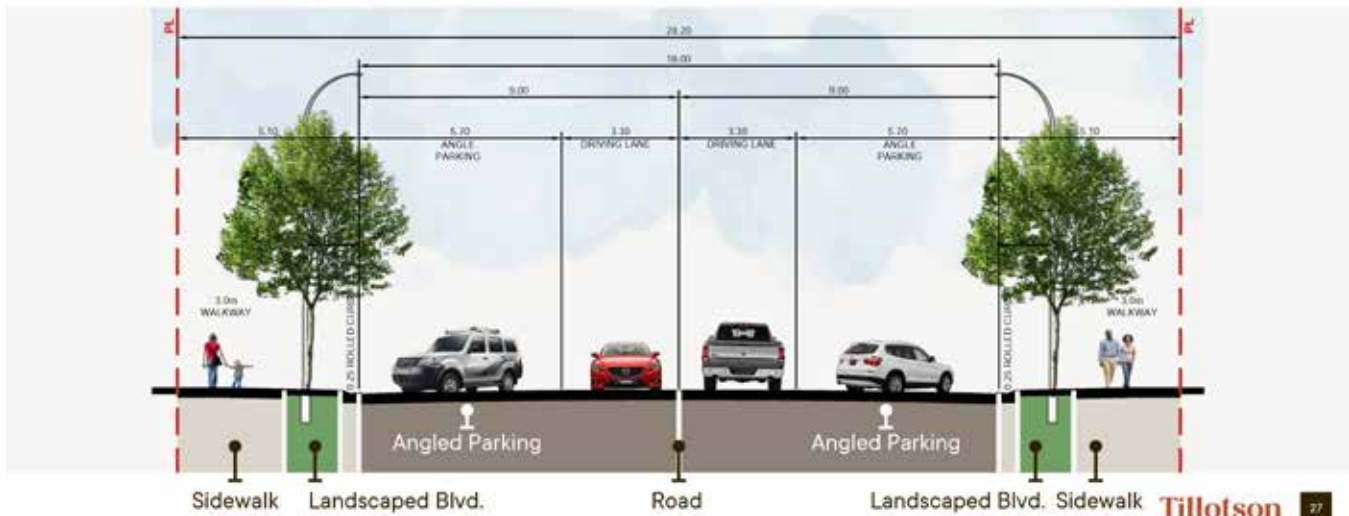 PL
PL
28.20
18.00
9.00
9.00
5.10
5.70
3.30
3.30
5.70
5.10
ANGLE
PARKING
DRIVING LANE
DRIVING LANE
ANGLE
PARKING
3.0m
WALKWAY
0.25 ROLLED CURB
0.25 ROLLED CURB
3.0m
WALKWAY
Angled Parking
Angled Parking
Sidewalk
Landscaped Blvd.
Road
Landscaped Blvd.
Sidewalk
Tillotson
27